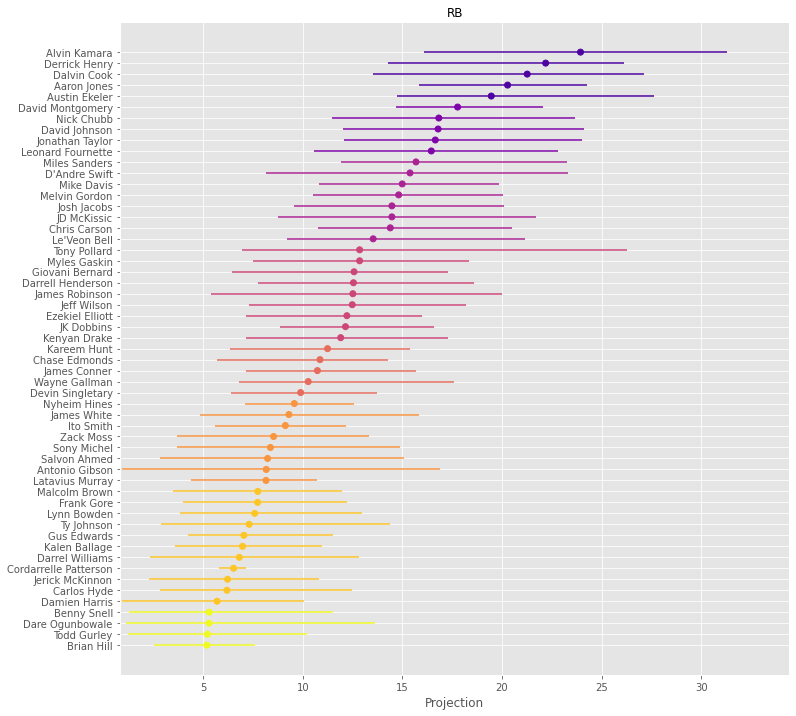 RB
Alvin Kamara
Derrick Henry
Dalvin Cook
Aaron Jones
Austin Ekeler
David Montgomery
Nick Chubb
David Johnson
Jonathan Taylor
Leonard Fournette
Miles Sanders
D'Andre Swift
Mike Davis
Melvin Gordon
Josh Jacobs
JD McKissic
Chris Carson
Le'Veon Bell
Tony Pollard
Myles Gaskin
Giovani Bernard
Darrell Henderson
James Robinson
Jeff Wilson
Ezekiel Elliott
JK Dobbins
Kenyan Drake
Kareem Hunt
Chase Edmonds
James Conner
Wayne Gallman
Devin Singletary
Nyheim Hines
James White
Ito Smith
Zack Moss
Sony Michel
Salvon Ahmed
Antonio Gibson
Latavius Murray
Malcolm Brown
Frank Gore
Lynn Bowden
Ty Johnson
Gus Edwards
Kalen Ballage
Darrel Williams
Cordarrelle Patterson
Jerick McKinnon
Carlos Hyde
Damien Harris
Benny Snell
Dare Ogunbowale
Todd Gurley
Brian Hill
5 10 15 20 25 30
Projection